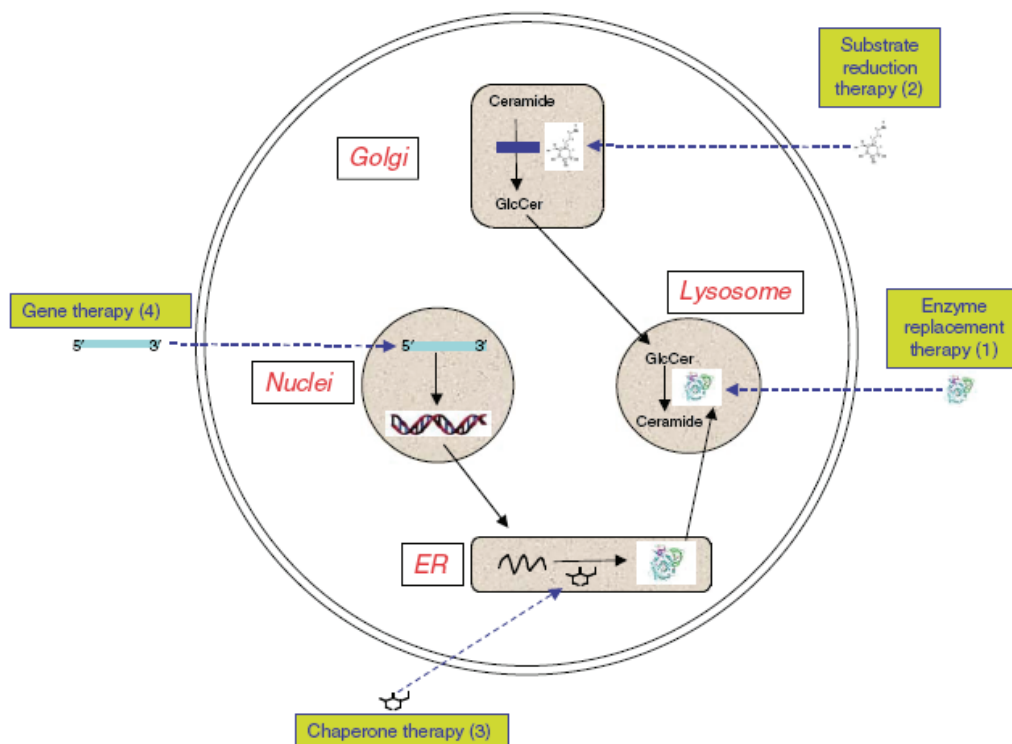 Substrate
reduction
therapy (2)
Ceramide
Golgi
GlcCer
Lysosome
Gene therapy (4)
5′ 3′
5′ 3′
Enzyme
replacement
therapy (1)
GlcCer
Nuclei
Ceramide
ER
Chaperone therapy (3)